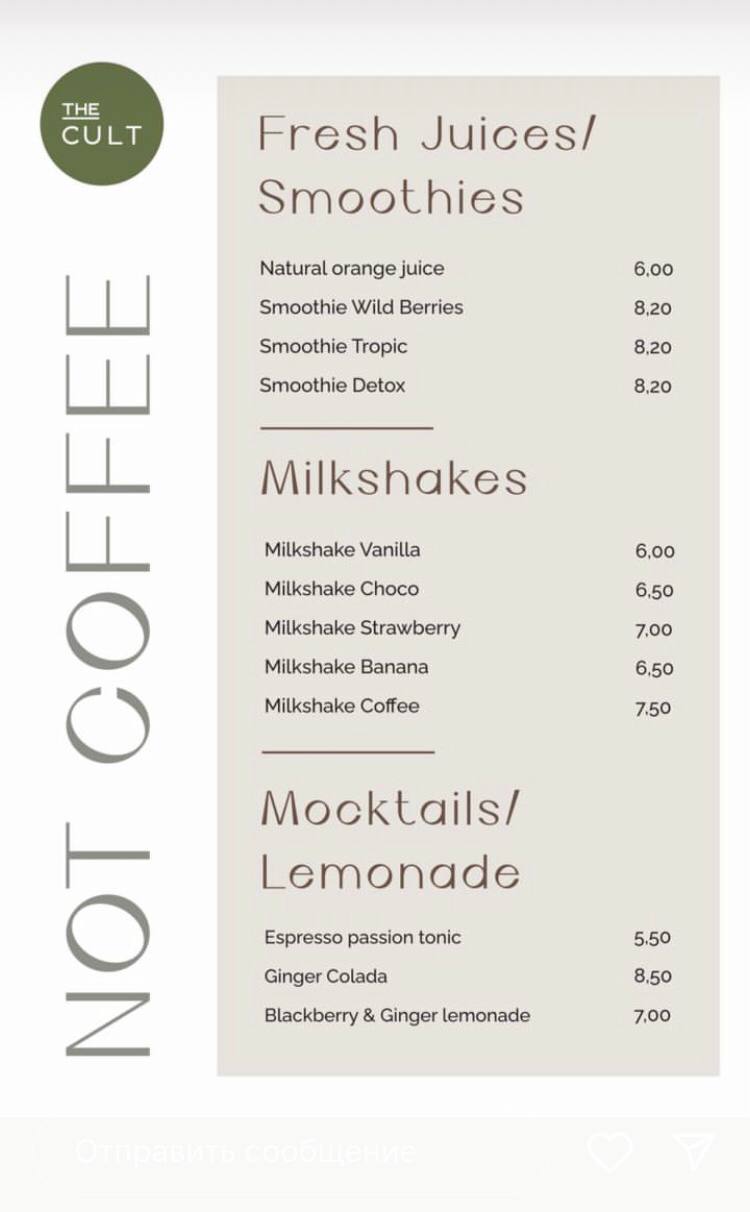 THE
CULT
NOT COFFEE
Fresh Juices/
Smoothies
Natural orange juice 6,00
Smoothie Wild Berries 8,20
Smoothie Tropic 8,20
Smoothie Detox 8,20
Milkshakes
Milkshake Vanilla 6,00
Milkshake Choco 6,50
Milkshake Strawberry 7,00
Milkshake Banana 6,50
Milkshake Coffee 7,50
Mocktails/
Lemonade
Espresso passion tonic 5,50
Ginger Colada 8,50
Blackberry & Ginger lemonade 7,00
Отправить сообщение